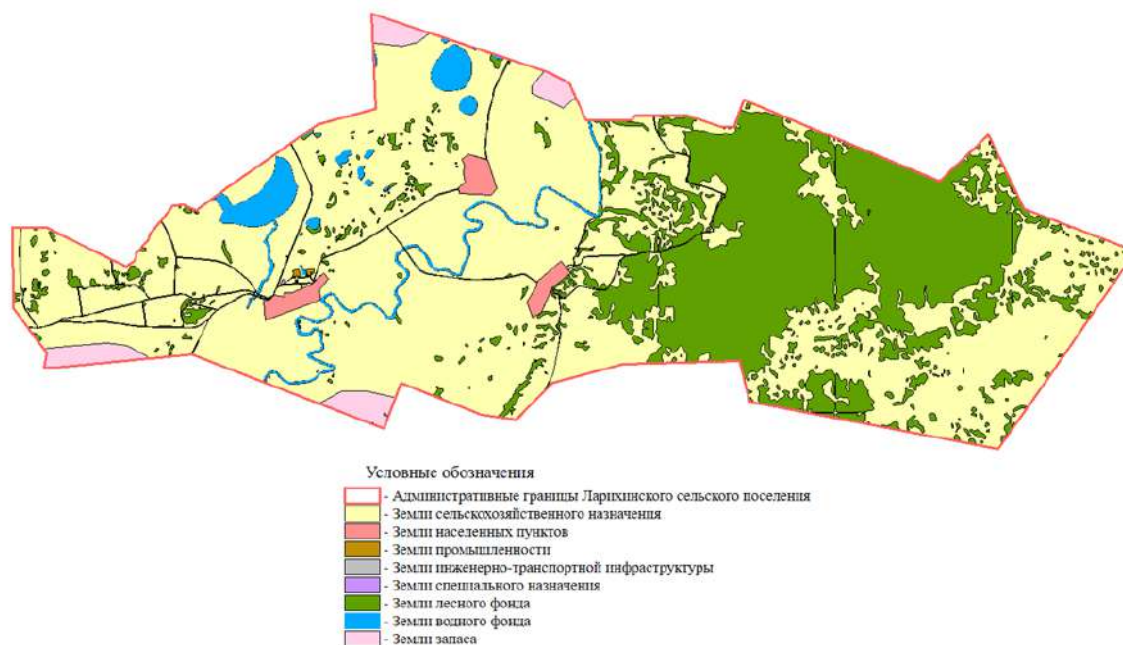 Условные обозначения
- Административные границы Ларихинского сельского поселения
- Земли сельскохозяйственного назначения
- Земли населенных пунктов
- Земли промышленности
- Земли инженерно-транспортной инфраструктуры
- Земли специального назначения
- Земли лесного фонда
- Земли водного фонда
- Земли запаса